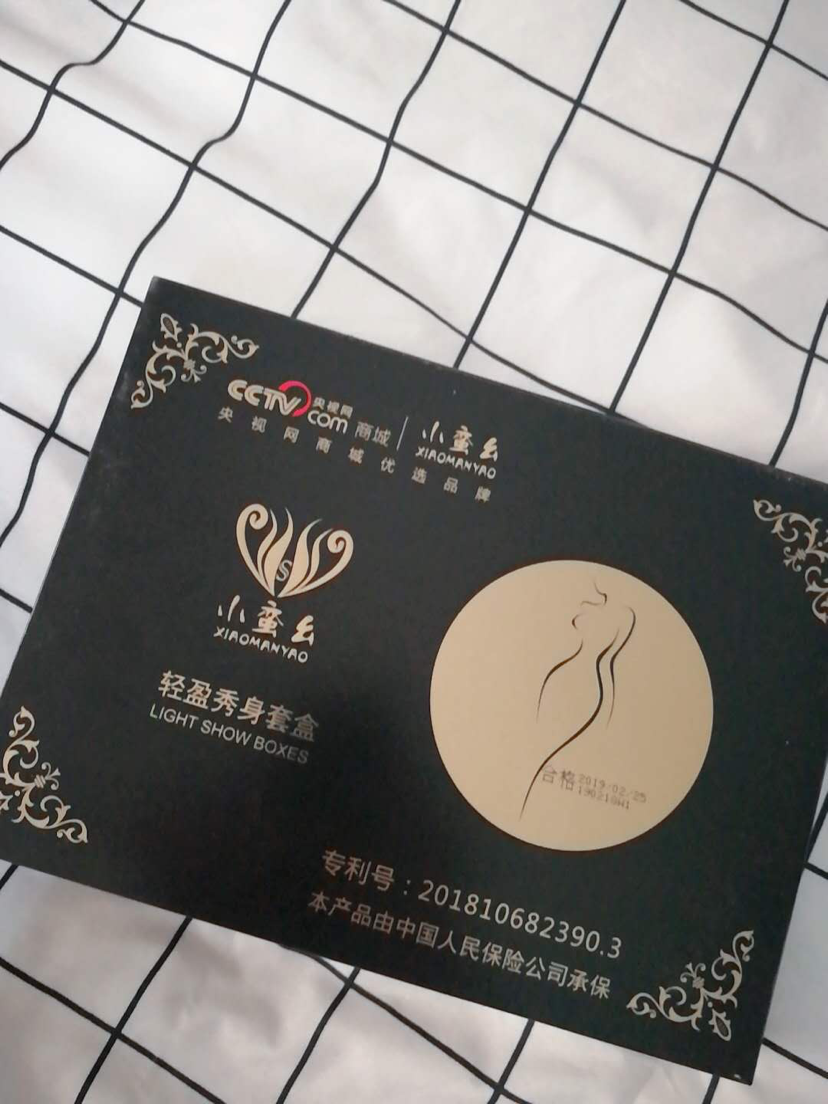 CCTV 央视网
com 商城 | 小蛮幺
XIAOMANYAO
央视网商城优选品牌
S
小蛮幺
XIAOMANYAO
轻盈秀身套盒
LIGHT SHOW BOXES
合格 2019/02/25
专利号：201810682390.3
本产品由中国人民保险公司承保